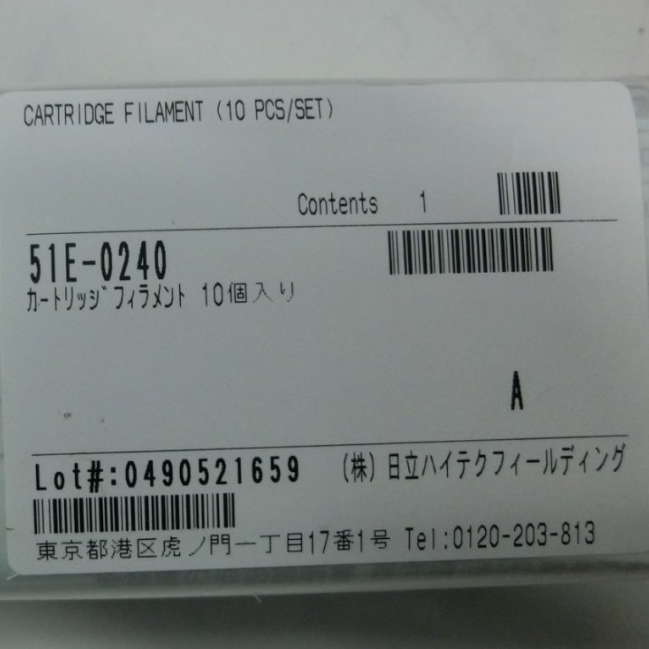 CARTRIDGE FILAMENT (10 PCS/SET)
Contents 1
51E-0240
カートリッジフィラメント 10個入り
A
Lot#:0490521659 (株)日立ハイテクフィールディング
東京都港区虎ノ門一丁目17番1号 Tel:0120-203-813